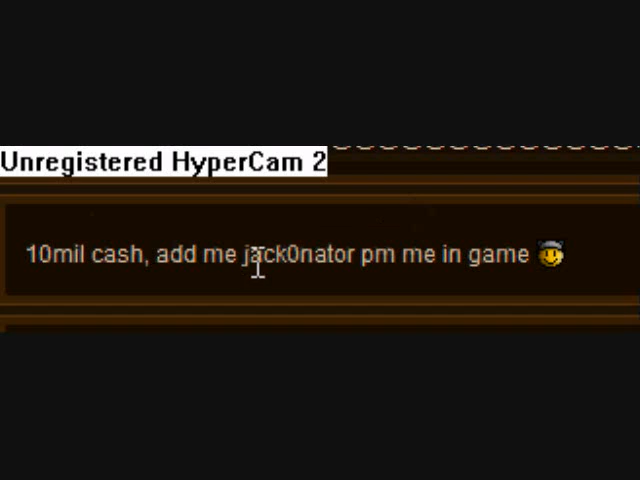 Unregistered HyperCam 2
10mil cash, add me jack0nator pm me in game